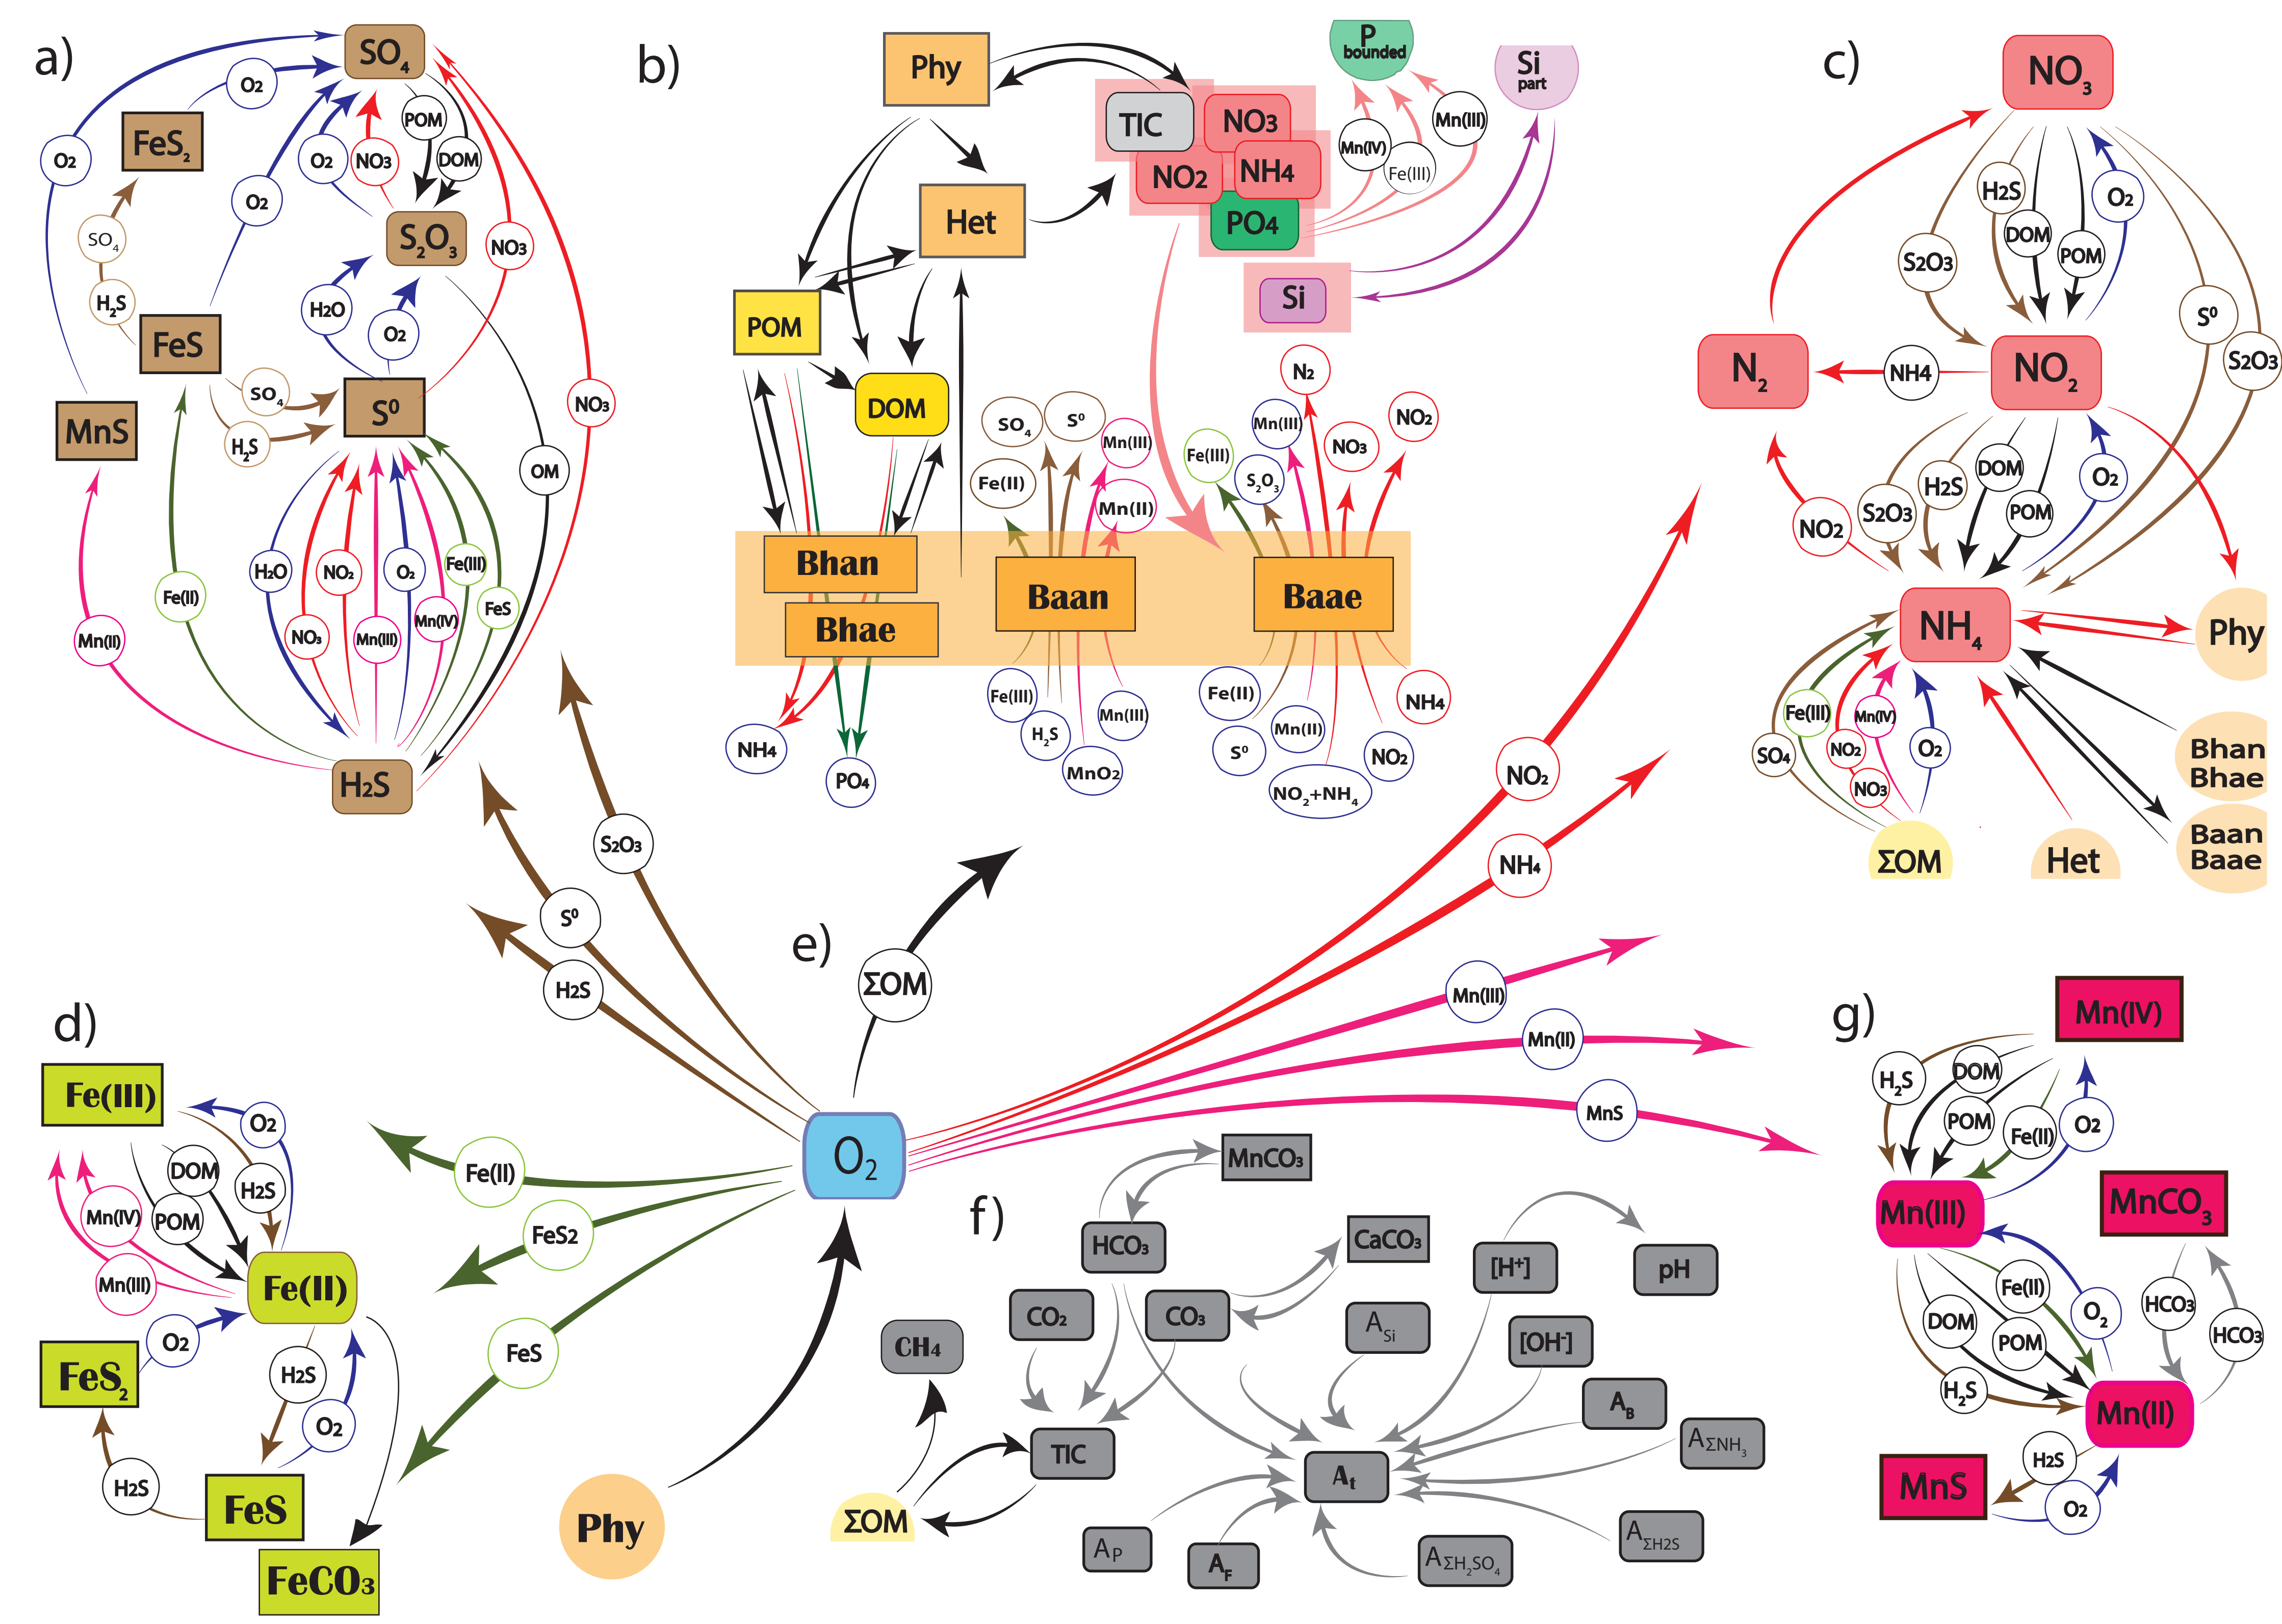 a)
SO₄
O2
FeS₂
O2
O2
O2
NO3
POM
DOM
SO₄
H₂S
S₂O₃
NO3
FeS
H2O
O2
SO₄
H₂S
S⁰
NO3
MnS
OM
Fe(II)
Mn(II)
H2O
NO₂
O₂
Fe(III)
FeS
NO₃
Mn(III)
Mn(IV)
H₂S
b)
Phy
P
bounded
Si
part
TIC
NO3
NO2
NH4
PO4
Mn(IV)
Fe(III)
Mn(III)
Het
Si
POM
DOM
SO₄
S⁰
Mn(III)
Fe(II)
Mn(II)
N₂
Mn(III)
NO₃
NO₂
Fe(III)
S₂O₃
Bhan
Bhae
Baan
Baae
NH4
PO4
Fe(III)
H₂S
MnO2
Mn(III)
Fe(II)
S⁰
Mn(II)
NO₂+NH₄
NO₂
NH4
c)
NO₃
H2S
O2
DOM
POM
S2O3
S⁰
S2O3
N₂
NH4
NO₂
NO2
S2O3
H2S
DOM
POM
O2
NH₄
Phy
Fe(III)
Mn(IV)
SO4
NO2
NO3
O2
Bhan
Bhae
Baan
Baae
ΣOM
Het
d)
Fe(III)
O2
DOM
H2S
Mn(IV)
POM
Mn(III)
Fe(II)
O2
FeS₂
H2S
O2
H2S
FeS
FeCO₃
e)
S2O3
S⁰
H2S
ΣOM
NO₂
NH4
Mn(III)
Mn(II)
MnS
O₂
Fe(II)
FeS2
FeS
Phy
f)
MnCO₃
HCO₃
CaCO₃
[H⁺]
pH
CO₂
CO₃
A Si
[OH⁻]
CH₄
A B
A ΣNH₃
TIC
A t
ΣOM
A P
A F
A ΣH₂SO₄
A ΣH2S
g)
Mn(IV)
H₂S
DOM
POM
Fe(II)
O2
Mn(III)
MnCO₃
Fe(II)
DOM
POM
O₂
HCO3
HCO3
H₂S
Mn(II)
H2S
MnS
O2